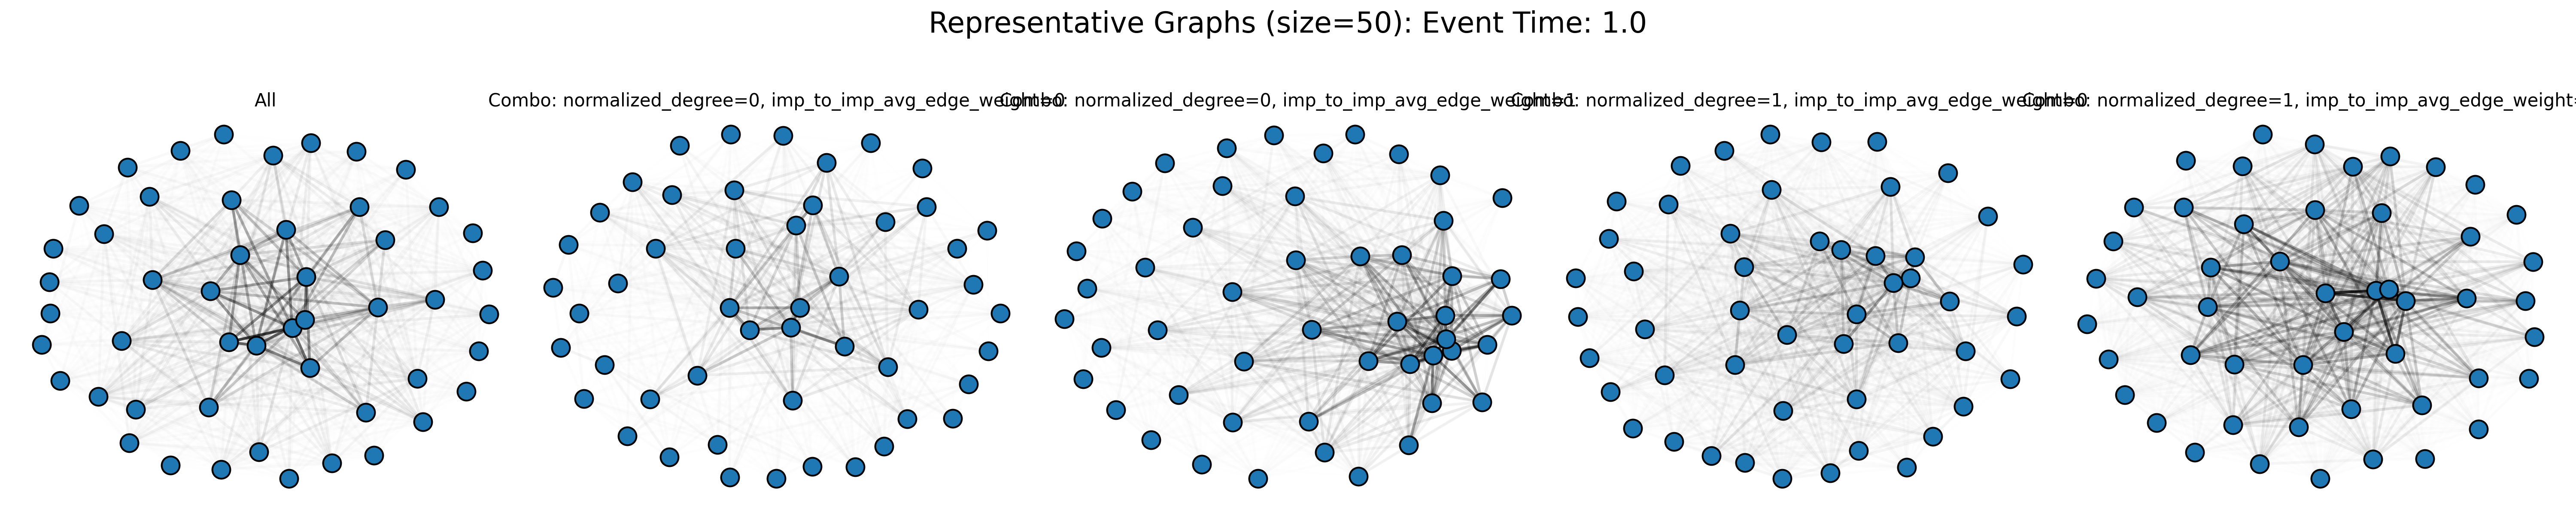 Representative Graphs (size=50): Event Time: 1.0
All
Combo: normalized_degree=0, imp_to_imp_avg_edge_weight=0
Combo: normalized_degree=0, imp_to_imp_avg_edge_weight=1
Combo: normalized_degree=1, imp_to_imp_avg_edge_weight=0
Combo: normalized_degree=1, imp_to_imp_avg_edge_weight=